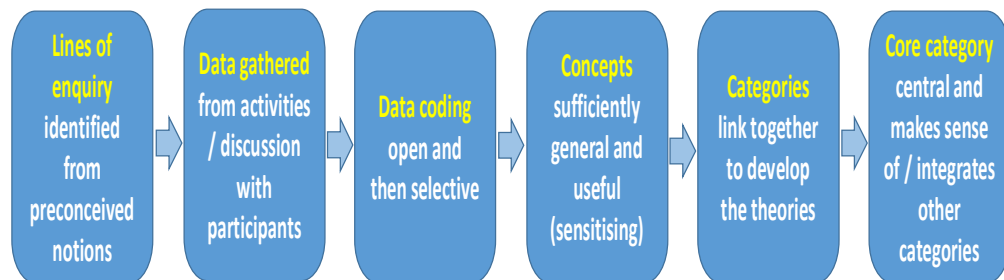 Lines of
enquiry
identified
from
preconceived
notions
Data gathered
from activities
/ discussion
with
participants
Data coding
open and
then selective
Concepts
sufficiently
general and
useful
(sensitising)
Categories
link together
to develop
the theories
Core category
central and
makes sense
of / integrates
other
categories